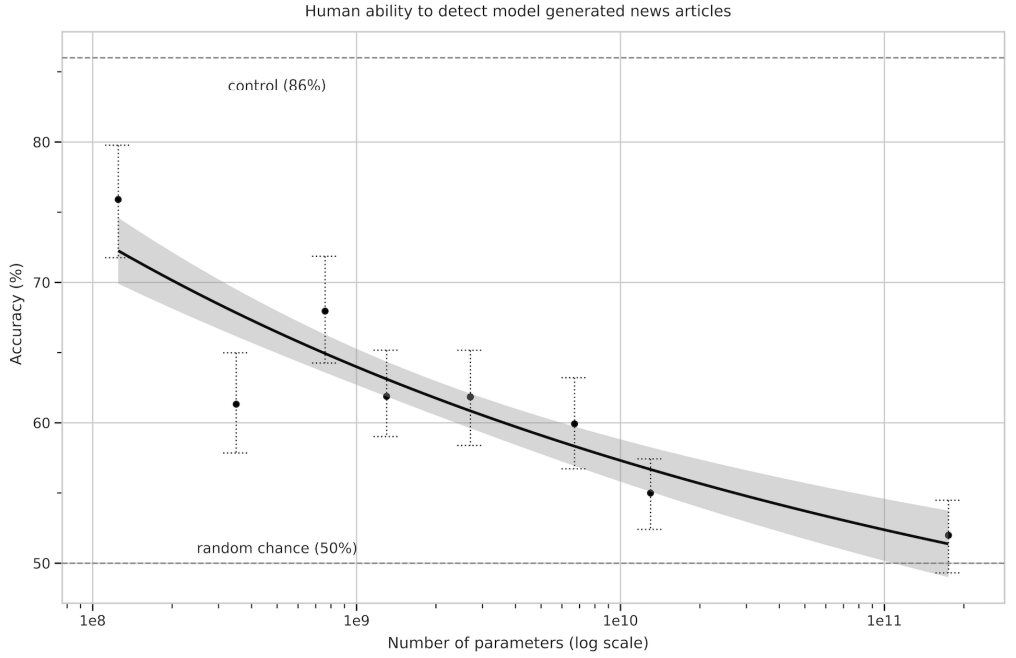 Human ability to detect model generated news articles
control (86%)
80
70
60
random chance (50%)
50
Accuracy (%)
1e8
1e9
1e10
1e11
Number of parameters (log scale)